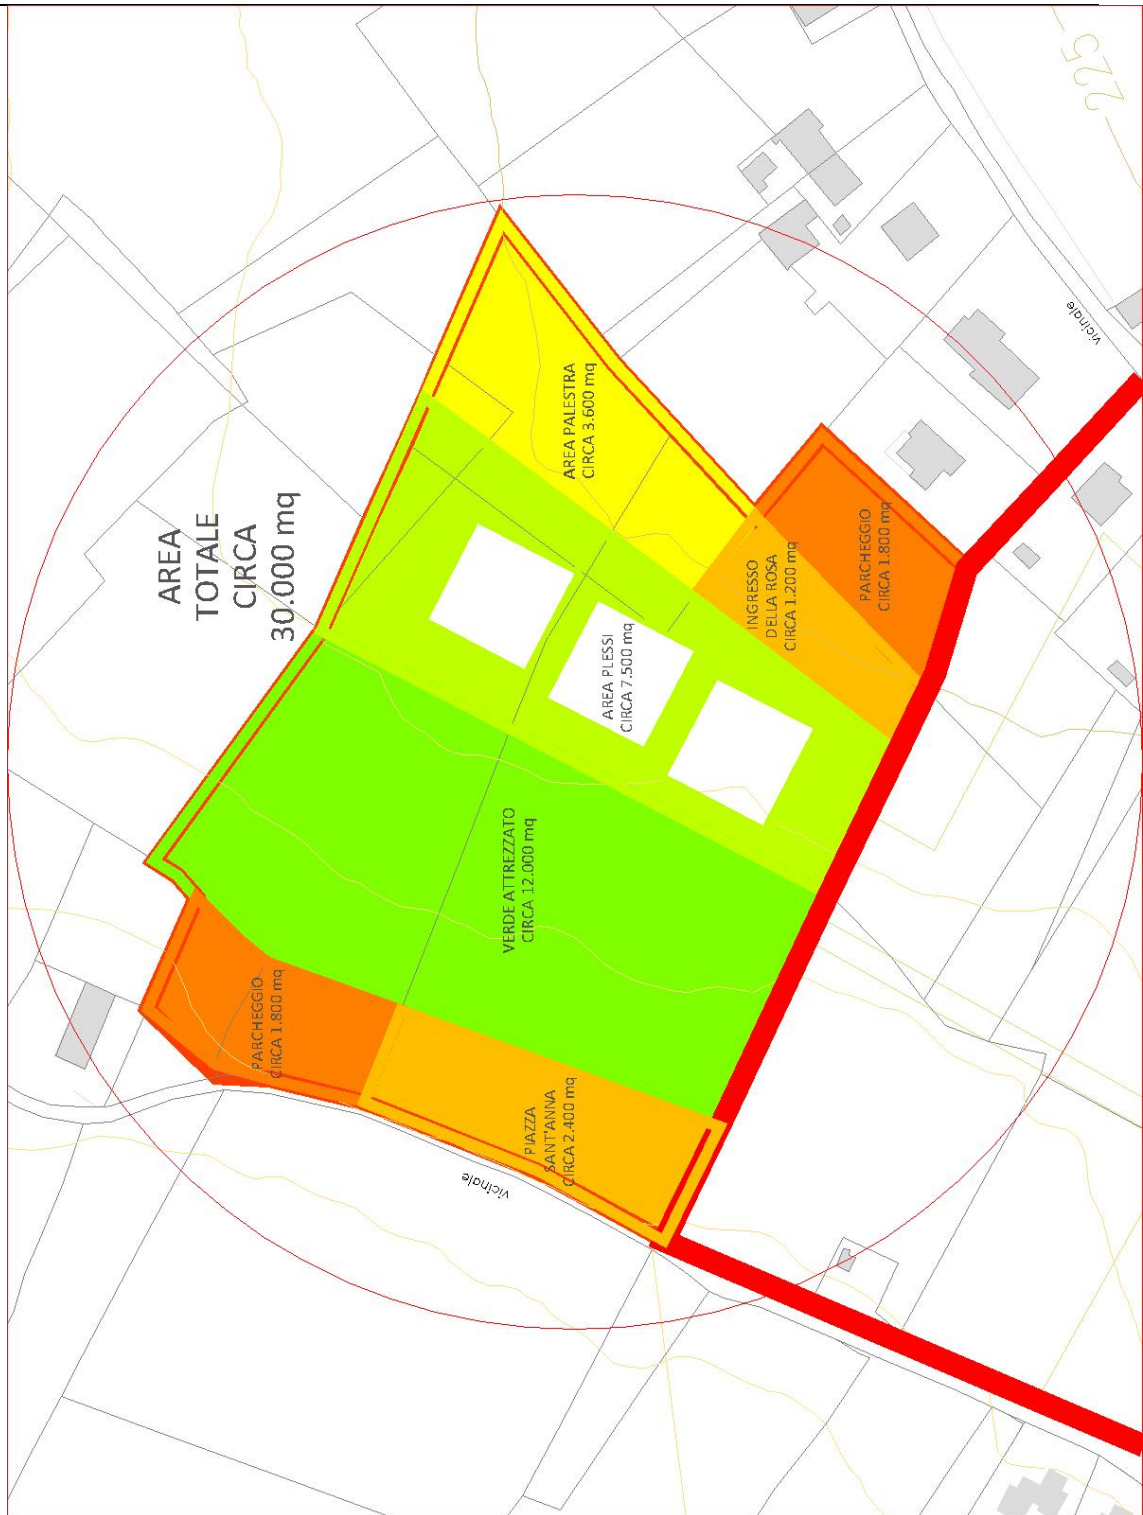 AREA
TOTALE
CIRCA
30.000 mq
AREA PALESTRA
CIRCA 3.600 mq
INGRESSO
DELLA ROSA
CIRCA 1.200 mq
PARCHEGGIO
CIRCA 1.800 mq
AREA PLESSI
CIRCA 7.500 mq
VERDE ATTREZZATO
CIRCA 12.000 mq
PARCHEGGIO
CIRCA 1.800 mq
PIAZZA
SANT'ANNA
CIRCA 2.400 mq
vicinale
vicinale
225